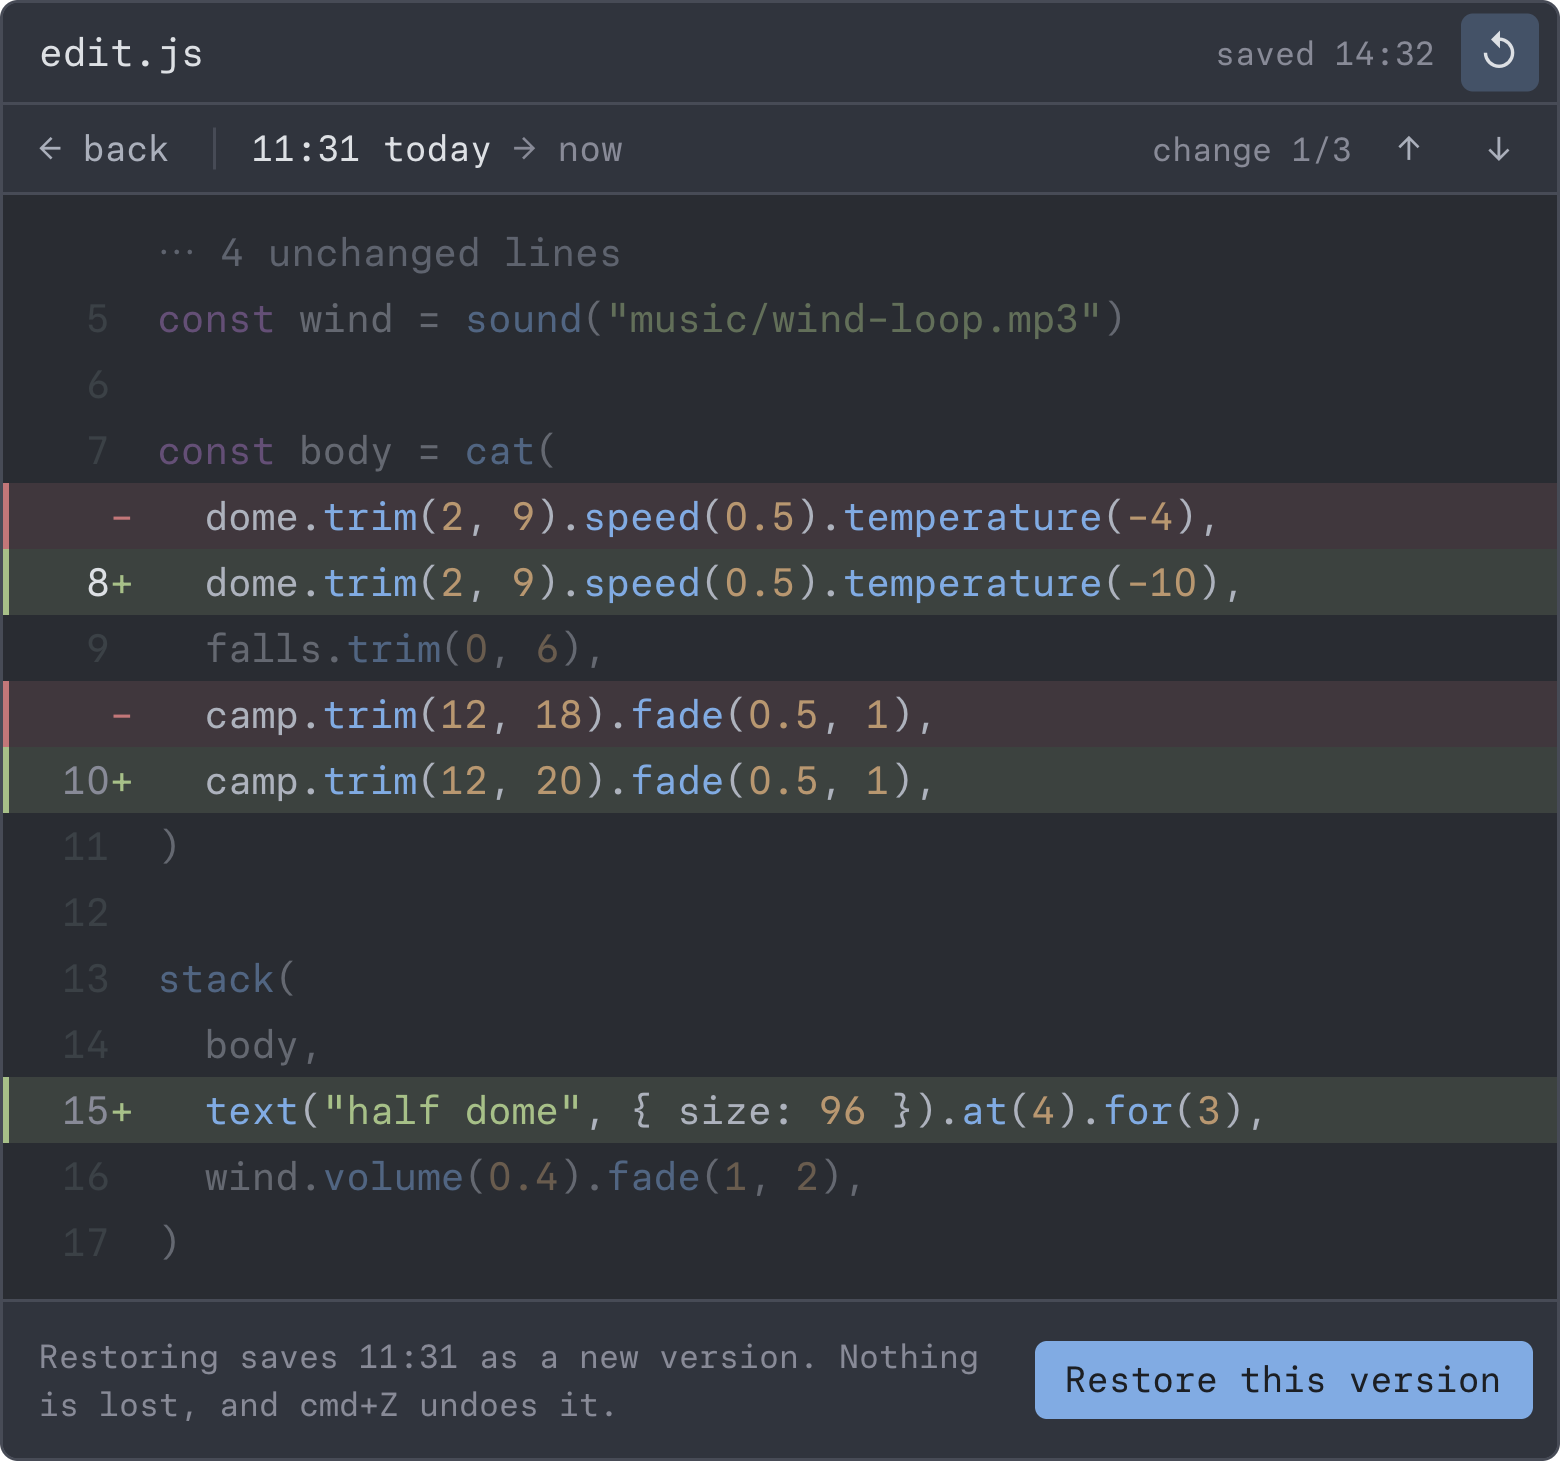 edit.js saved 14:32
← back 11:31 today → now change 1/3 ↑ ↓
··· 4 unchanged lines
5 const wind = sound("music/wind-loop.mp3")
6
7 const body = cat(
- dome.trim(2, 9).speed(0.5).temperature(-4),
8+ dome.trim(2, 9).speed(0.5).temperature(-10),
9 falls.trim(0, 6),
- camp.trim(12, 18).fade(0.5, 1),
10+ camp.trim(12, 20).fade(0.5, 1),
11 )
12
13 stack(
14 body,
15+ text("half dome", { size: 96 }).at(4).for(3),
16 wind.volume(0.4).fade(1, 2),
17 )
Restoring saves 11:31 as a new version. Nothing
is lost, and cmd+Z undoes it.
Restore this version